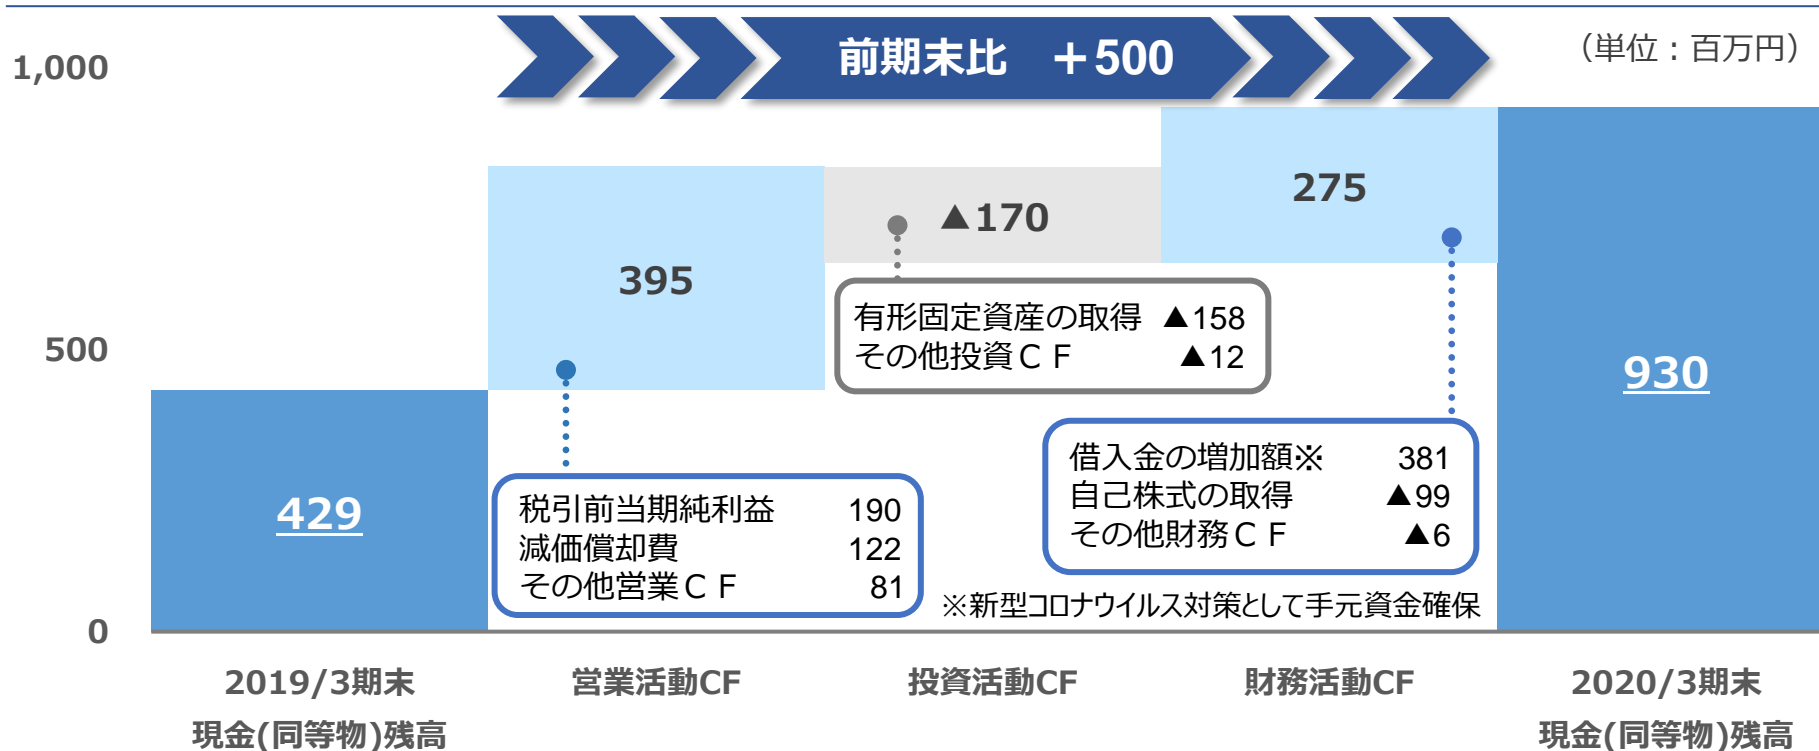 前期末比　＋500
（単位：百万円）
1,000
500
0
429
395
▲170
275
930
税引前当期純利益 190
減価償却費 122
その他営業ＣＦ 81
有形固定資産の取得 ▲158
その他投資ＣＦ ▲12
借入金の増加額※ 381
自己株式の取得 ▲99
その他財務ＣＦ ▲6
※新型コロナウイルス対策として手元資金確保
2019/3期末
現金(同等物)残高
営業活動CF
投資活動CF
財務活動CF
2020/3期末
現金(同等物)残高